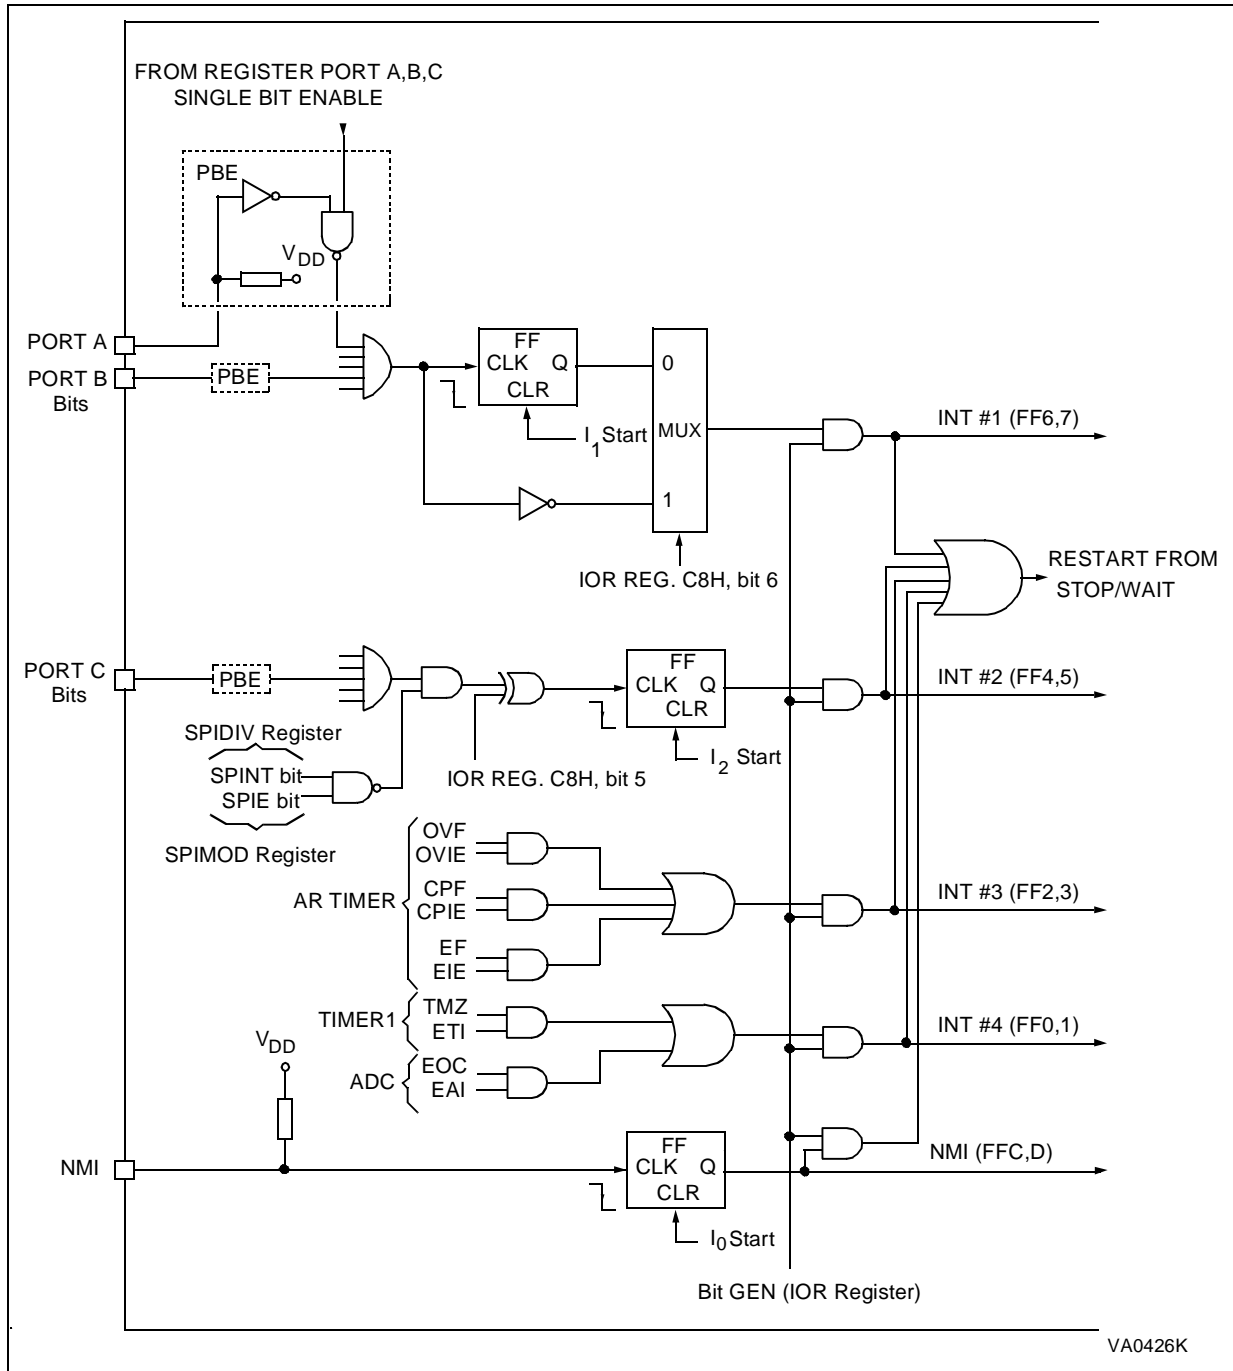 FROM REGISTER PORT A,B,C
SINGLE BIT ENABLE
PBE
VDD
PORT A
PORT B
Bits
PBE
FF
CLK Q
CLR
I1 Start
0
MUX
1
IOR REG. C8H, bit 6
INT #1 (FF6,7)
RESTART FROM
STOP/WAIT
PORT C
Bits
PBE
SPIDIV Register
SPINT bit
SPIE bit
SPIMOD Register
IOR REG. C8H, bit 5
FF
CLK Q
CLR
I2 Start
INT #2 (FF4,5)
AR TIMER
OVF
OVIE
CPF
CPIE
EF
EIE
INT #3 (FF2,3)
TIMER1
TMZ
ETI
ADC
EOC
EAI
INT #4 (FF0,1)
VDD
NMI
FF
CLK Q
CLR
I0 Start
NMI (FFC,D)
Bit GEN (IOR Register)
VA0426K